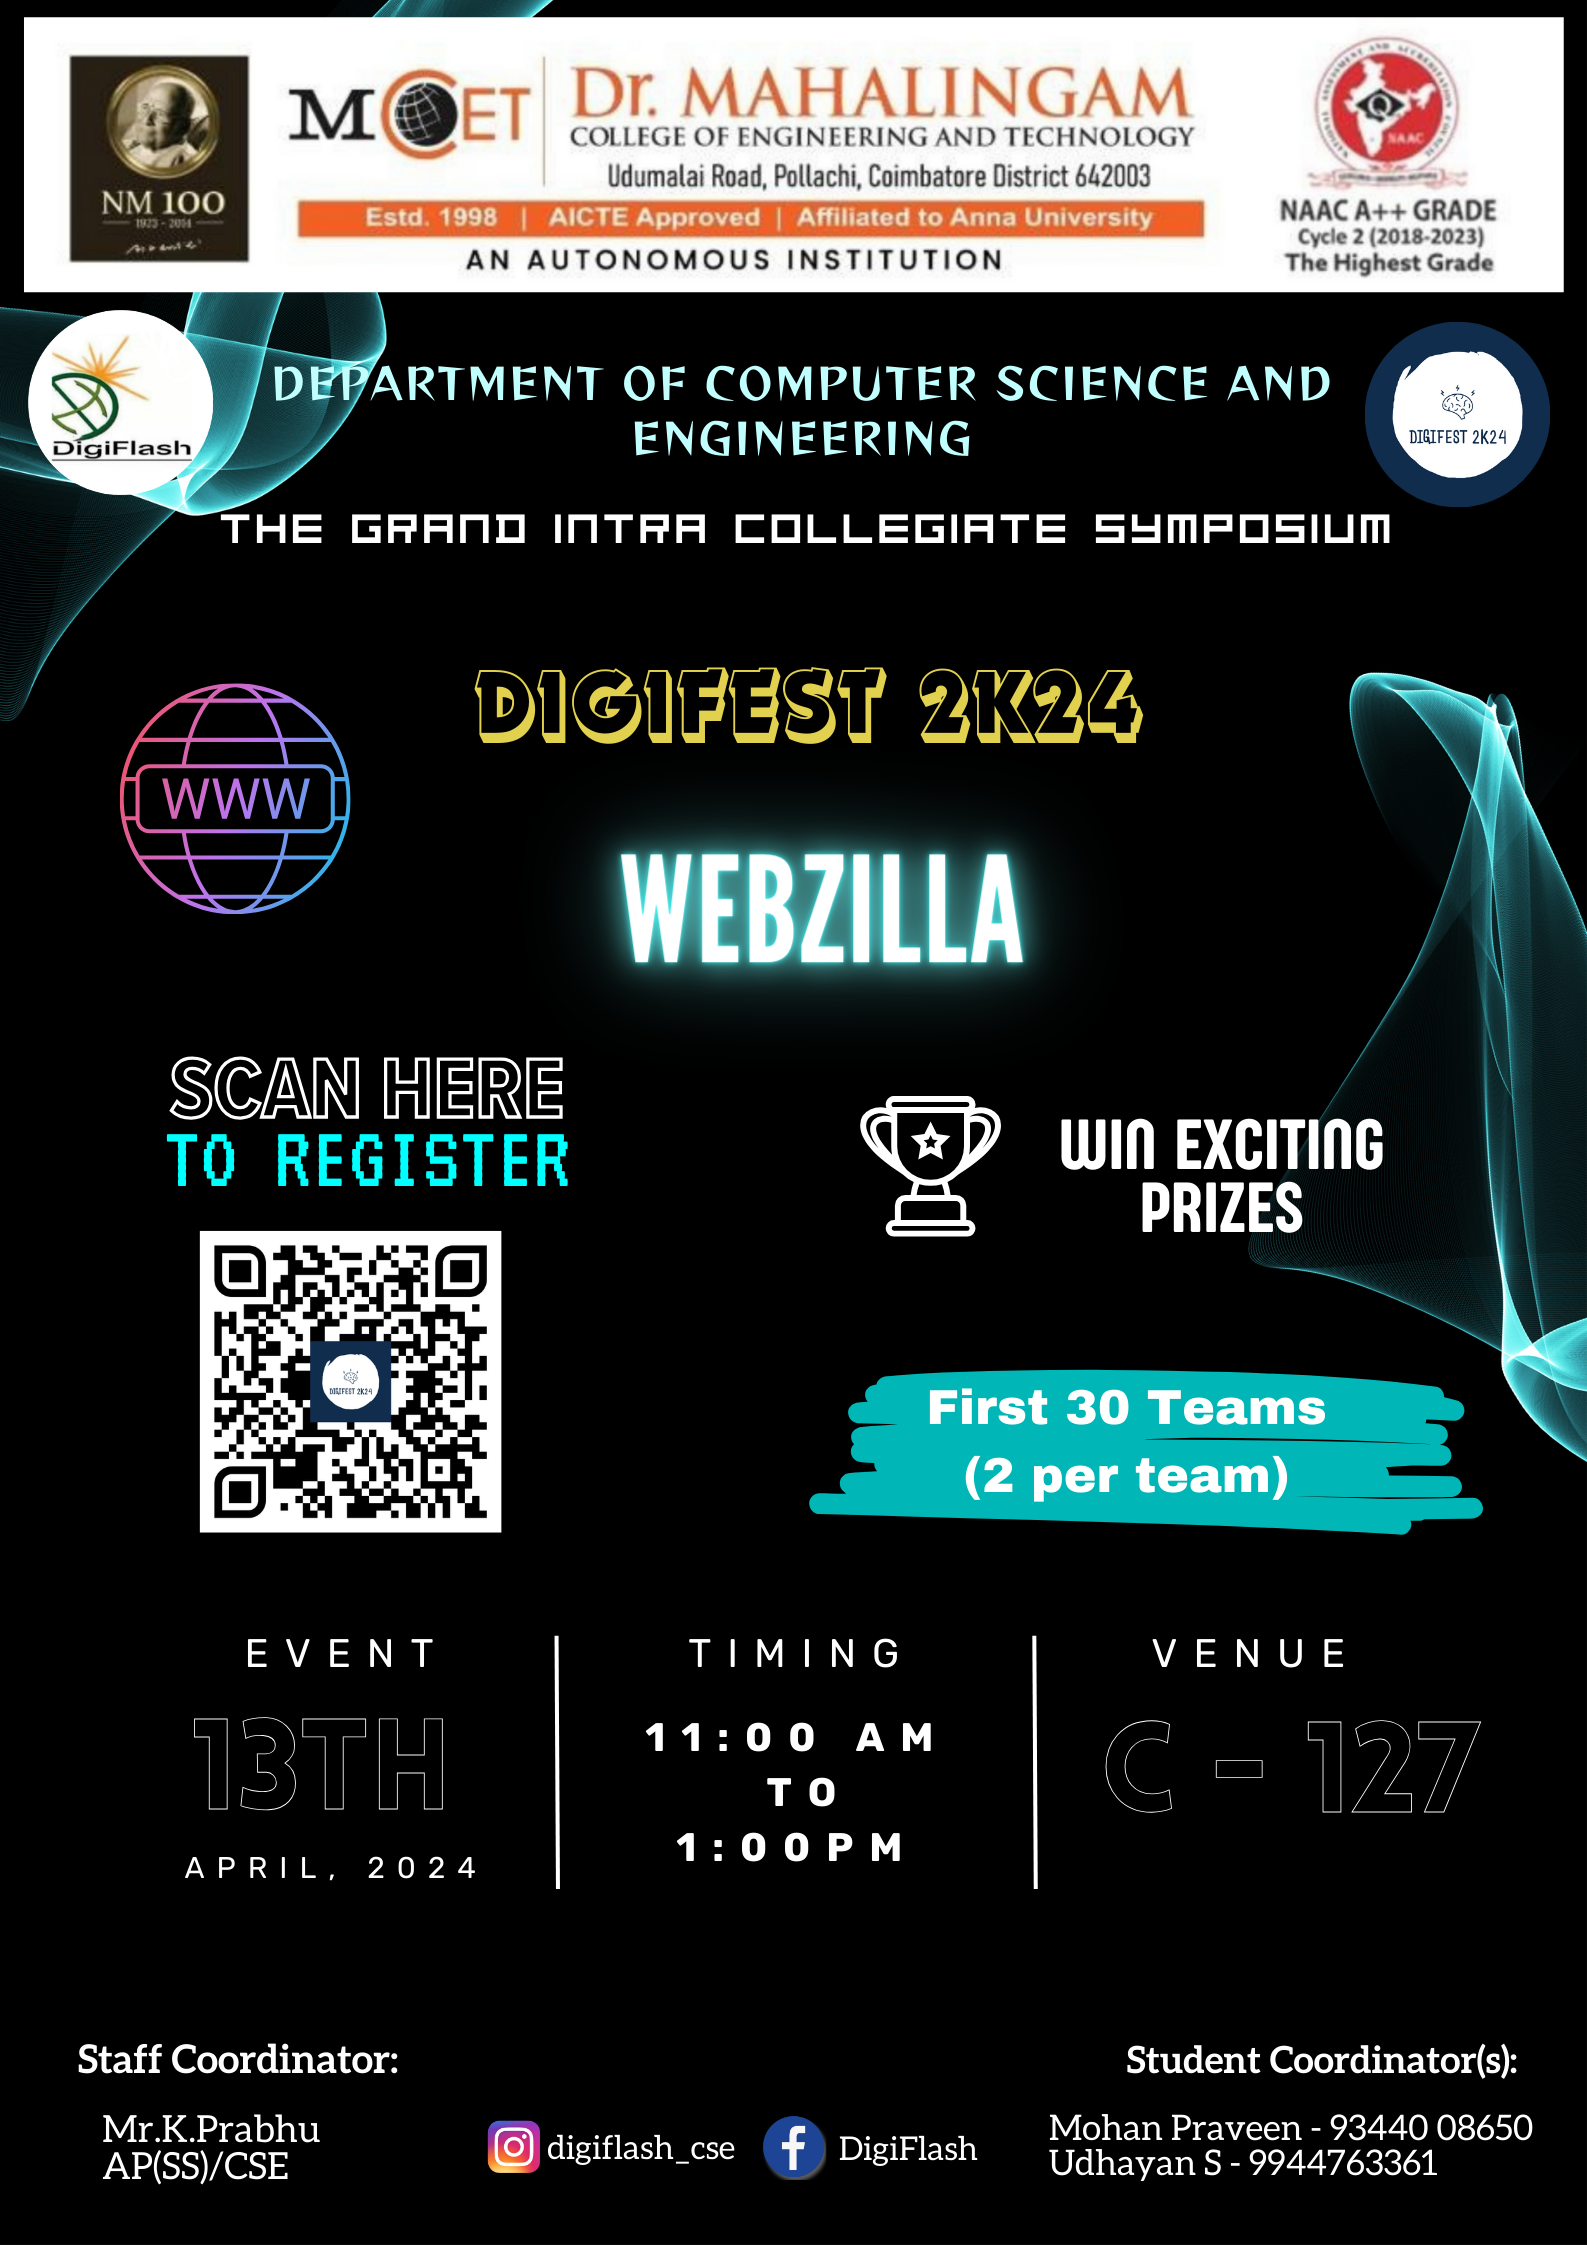 NM 100
1923 - 2014
MCET
Dr. MAHALINGAM
COLLEGE OF ENGINEERING AND TECHNOLOGY
Udumalai Road, Pollachi, Coimbatore District 642003
Estd. 1998 | AICTE Approved | Affiliated to Anna University
AN AUTONOMOUS INSTITUTION
NAAC
NAAC A++ GRADE
Cycle 2 (2018-2023)
The Highest Grade
DigiFlash
DEPARTMENT OF COMPUTER SCIENCE AND
ENGINEERING
DIGIFEST 2K24
THE GRAND INTRA COLLEGIATE SYMPOSIUM
DIGIFEST 2K24
WWW
WEBZILLA
SCAN HERE
TO REGISTER
WIN EXCITING
PRIZES
DIGIFEST 2K24
First 30 Teams
(2 per team)
EVENT
13TH
APRIL, 2024
TIMING
11:00 AM
TO
1:00PM
VENUE
C - 127
Staff Coordinator:
Mr.K.Prabhu
AP(SS)/CSE
digiflash_cse
DigiFlash
Student Coordinator(s):
Mohan Praveen - 93440 08650
Udhayan S - 9944763361